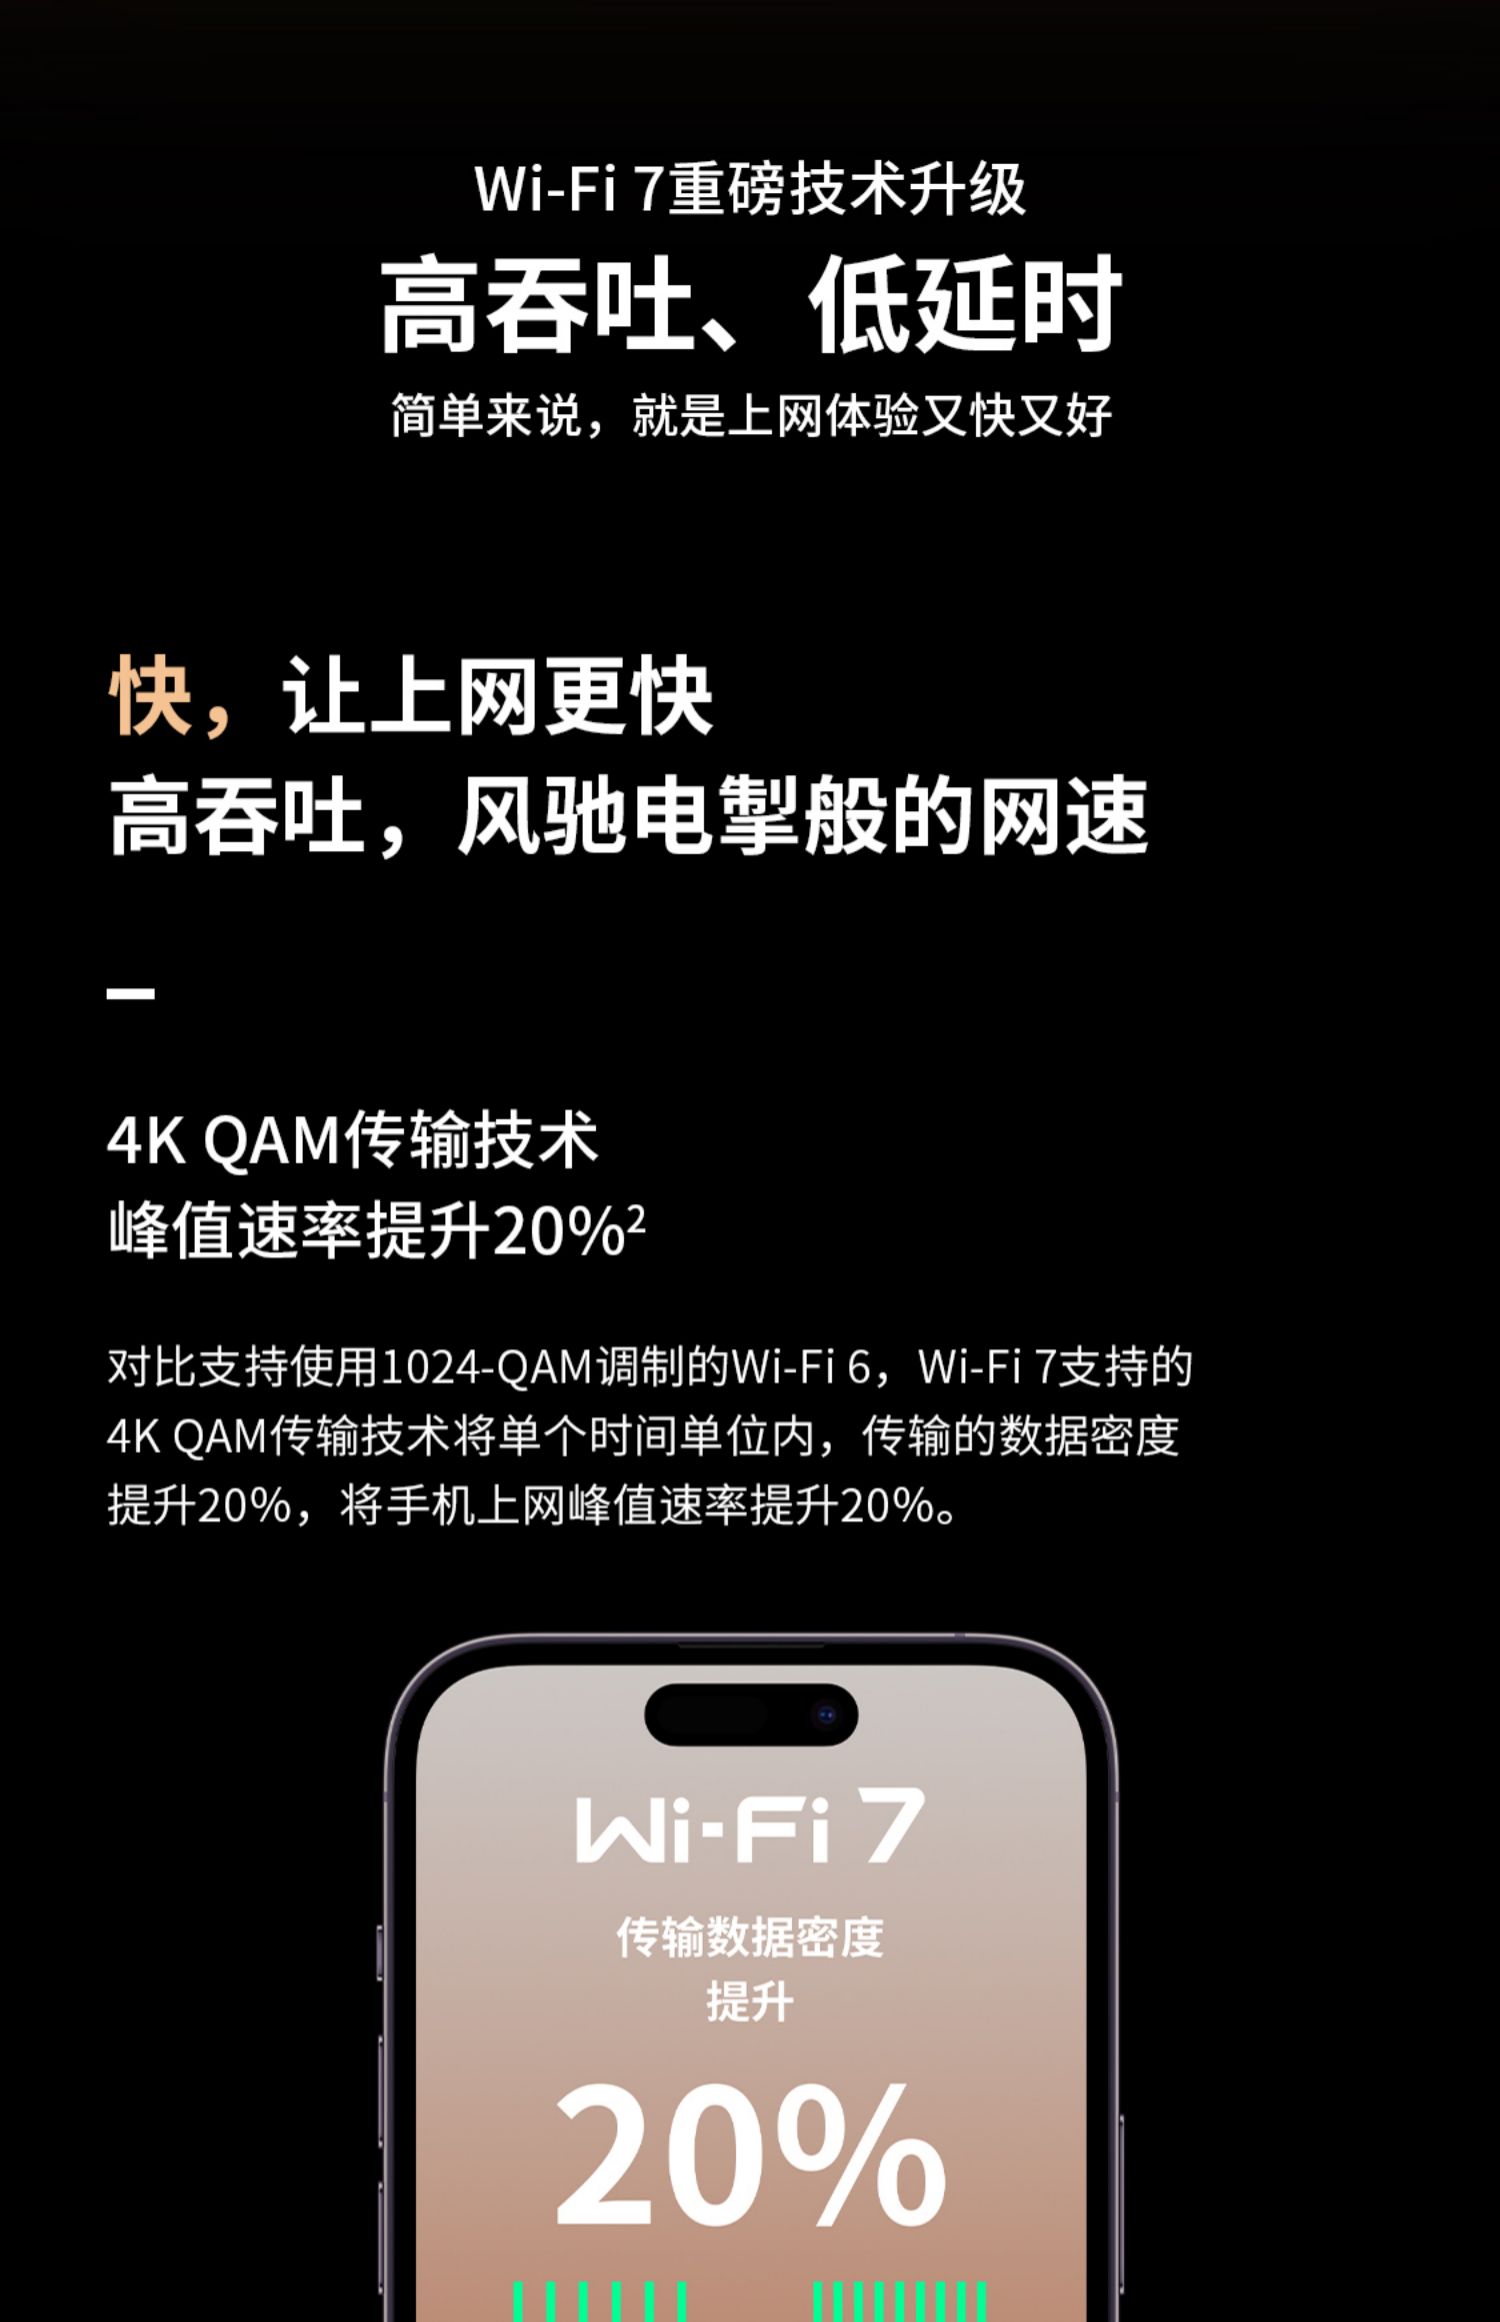 Wi-Fi 7重磅技术升级
高吞吐、低延时
简单来说，就是上网体验又快又好
快，让上网更快
高吞吐，风驰电掣般的网速
4K QAM传输技术
峰值速率提升20%²
对比支持使用1024-QAM调制的Wi-Fi 6，Wi-Fi 7支持的
4K QAM传输技术将单个时间单位内，传输的数据密度
提升20%，将手机上网峰值速率提升20%。
Wi-Fi 7
传输数据密度
提升
20%